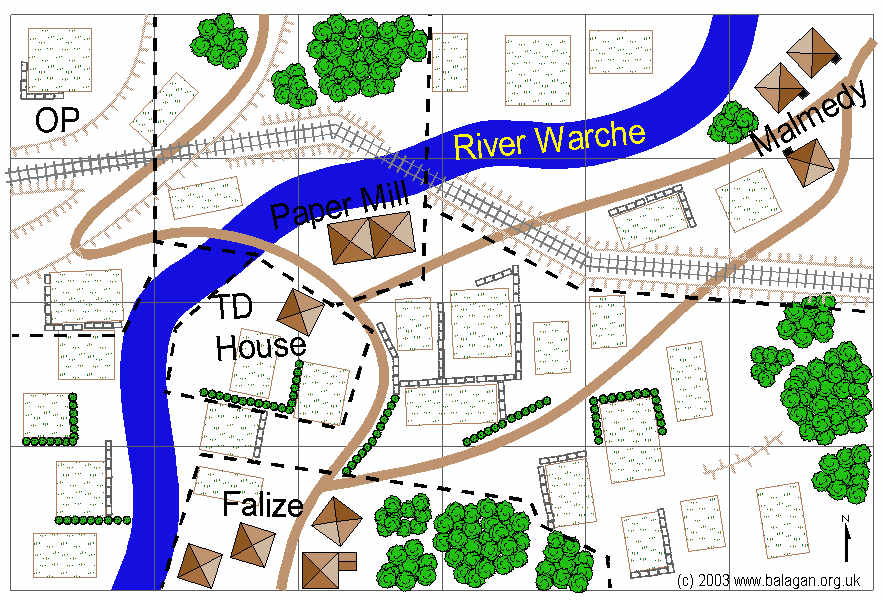 OP
River Warche
Malmedy
Paper Mill
TD
House
Falize
N
(c) 2003 www.balagan.org.uk